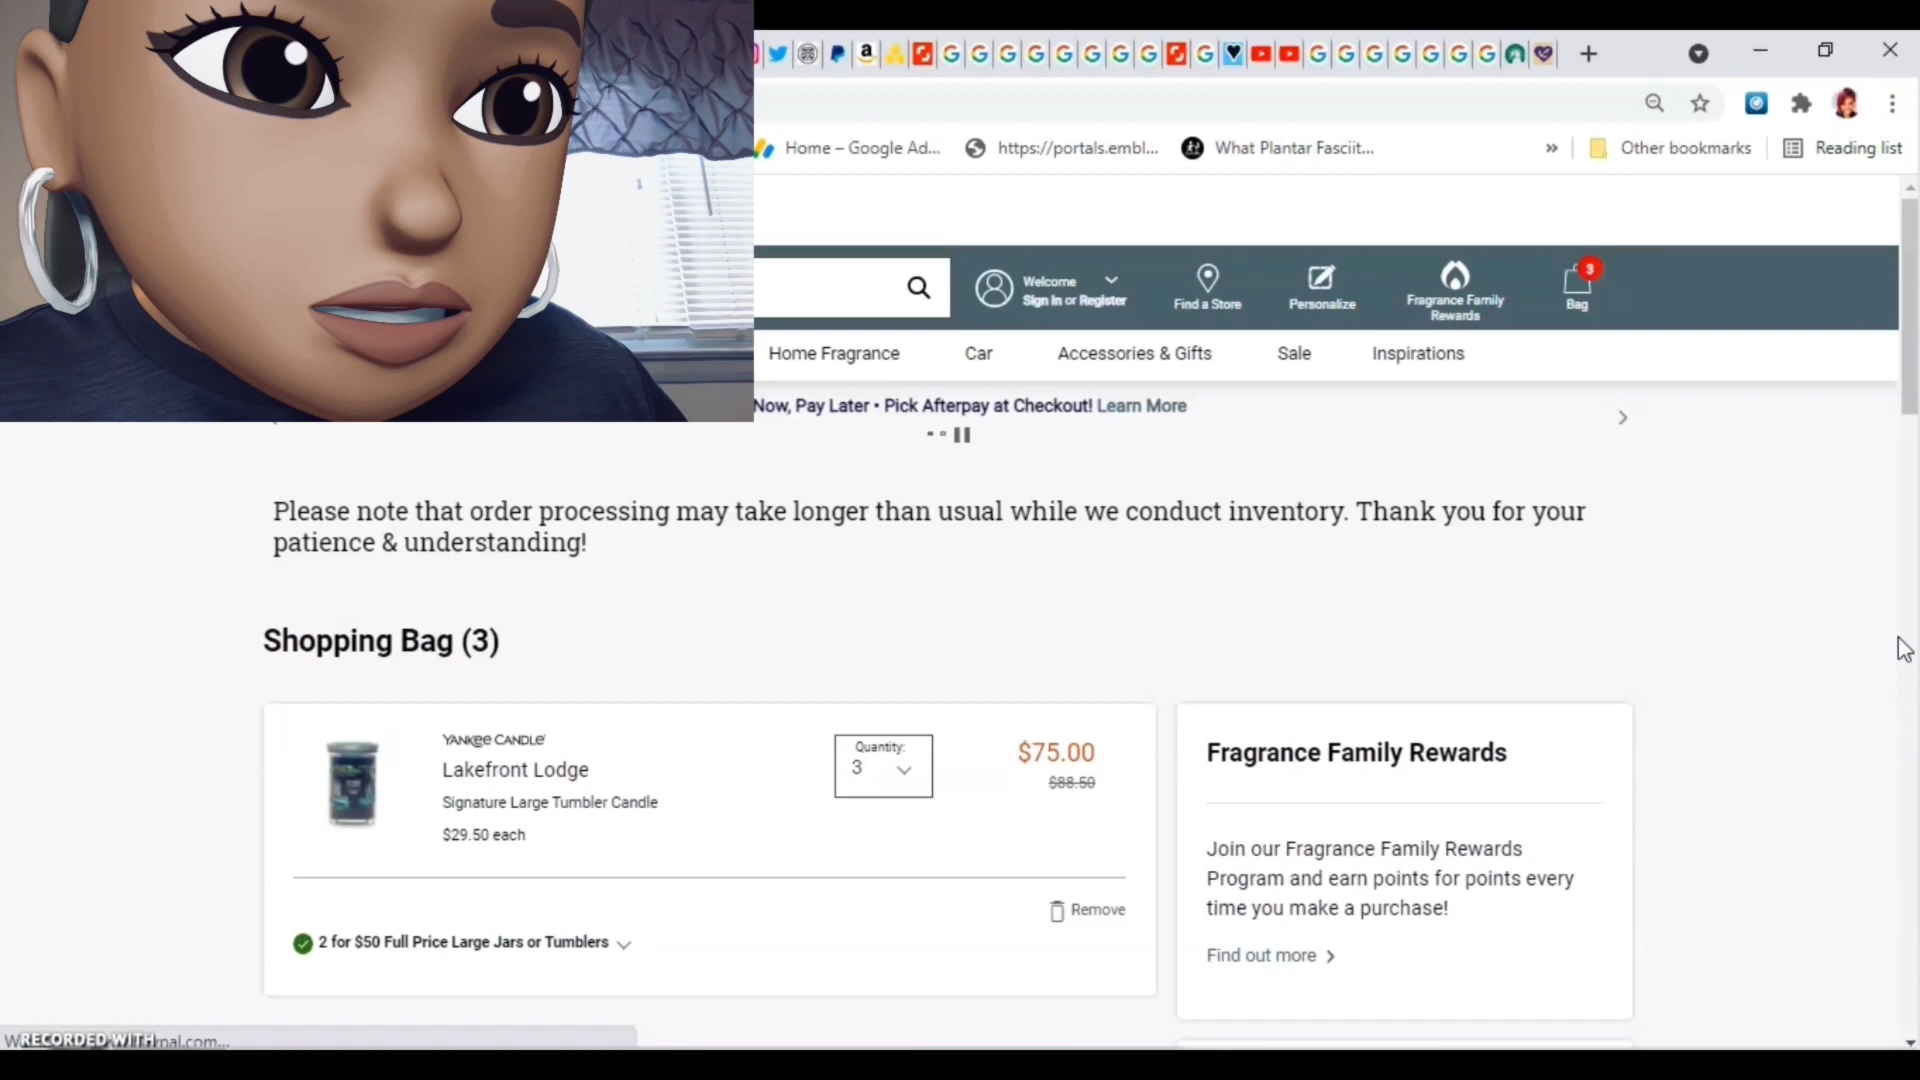 Home – Google Ad...
https://portals.embl...
What Plantar Fasciit...
»
Other bookmarks
Reading list
Welcome
Sign In or Register
Find a Store
Personalize
Fragrance Family
Rewards
3
Bag
Home Fragrance
Car
Accessories & Gifts
Sale
Inspirations
Now, Pay Later • Pick Afterpay at Checkout! Learn More
Please note that order processing may take longer than usual while we conduct inventory. Thank you for your
patience & understanding!
Shopping Bag (3)
YANKEE CANDLE
Lakefront Lodge
Signature Large Tumbler Candle
$29.50 each
Quantity:
3
$75.00
$88.50
Remove
2 for $50 Full Price Large Jars or Tumblers
Fragrance Family Rewards
Join our Fragrance Family Rewards
Program and earn points for points every
time you make a purchase!
Find out more
RECORDED WITH